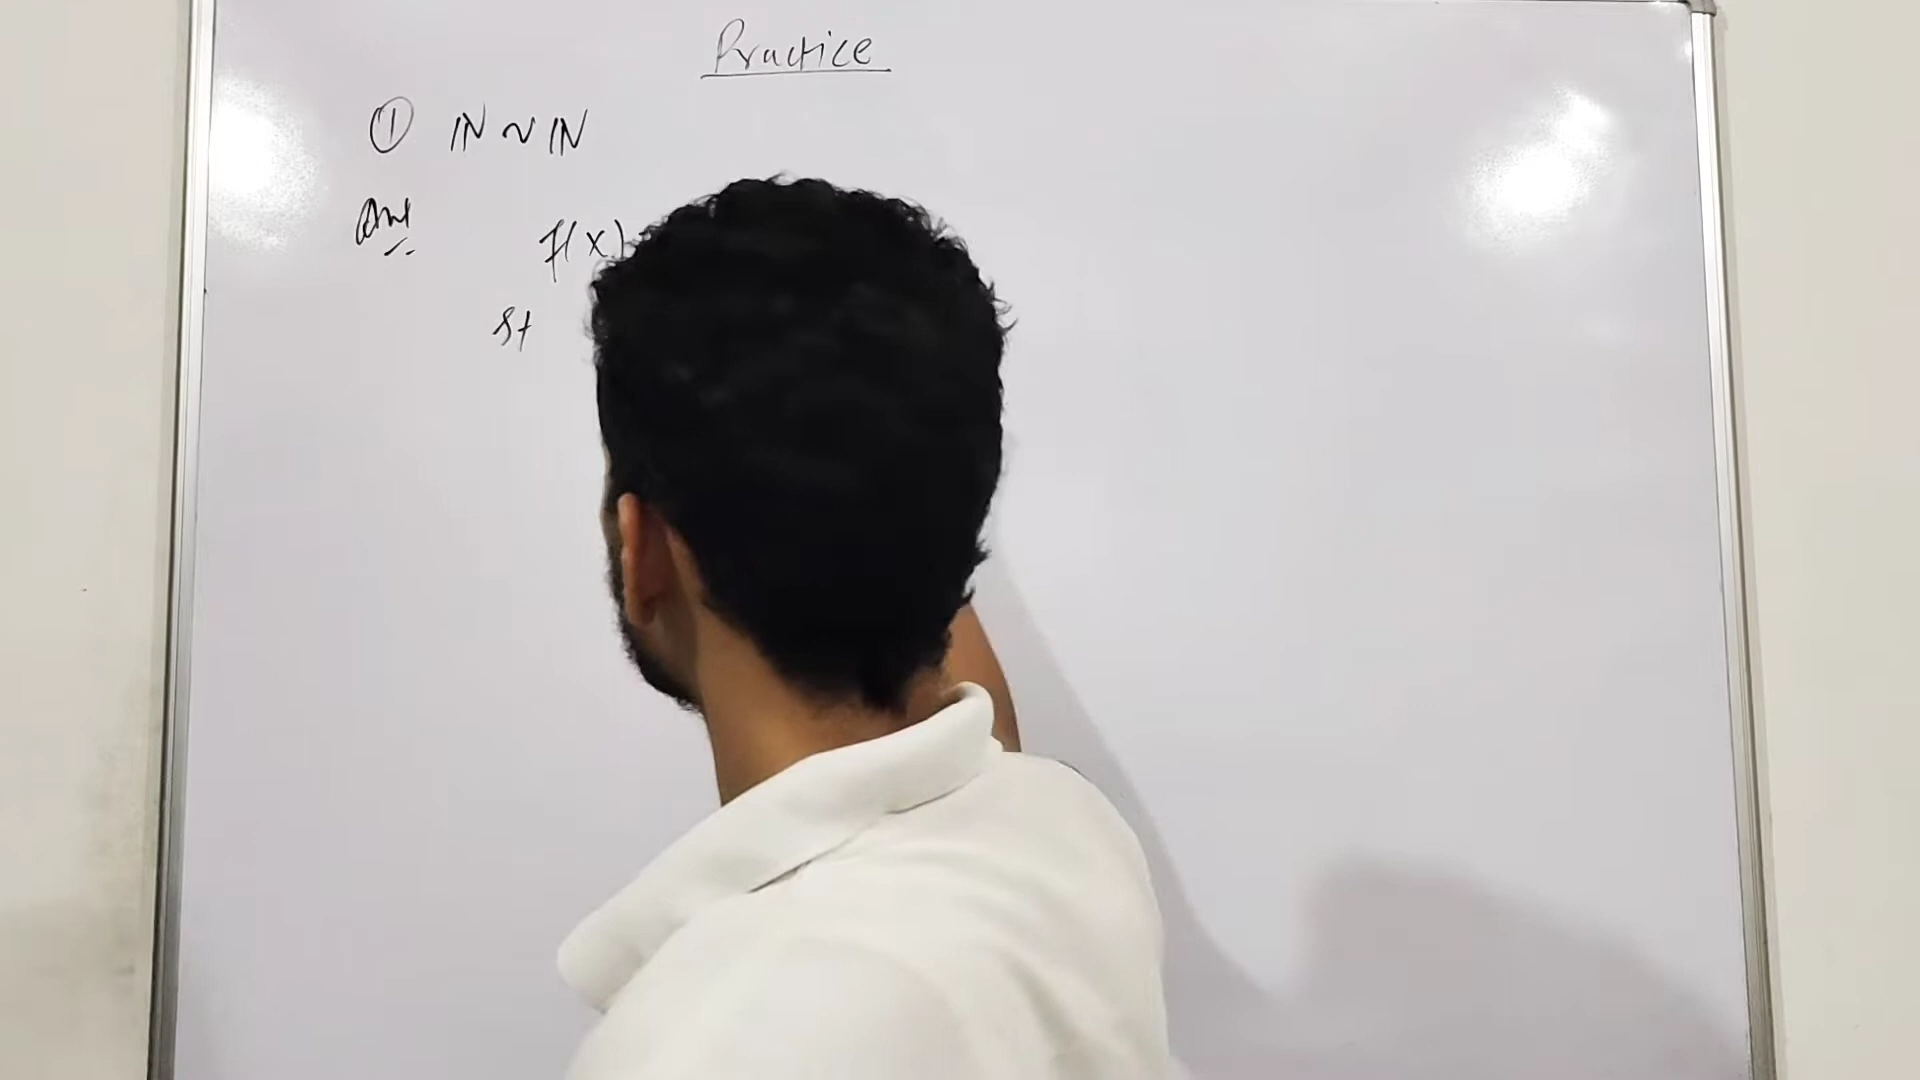 Practice
① ℕ ~ ℕ
Ans
f(x)
st